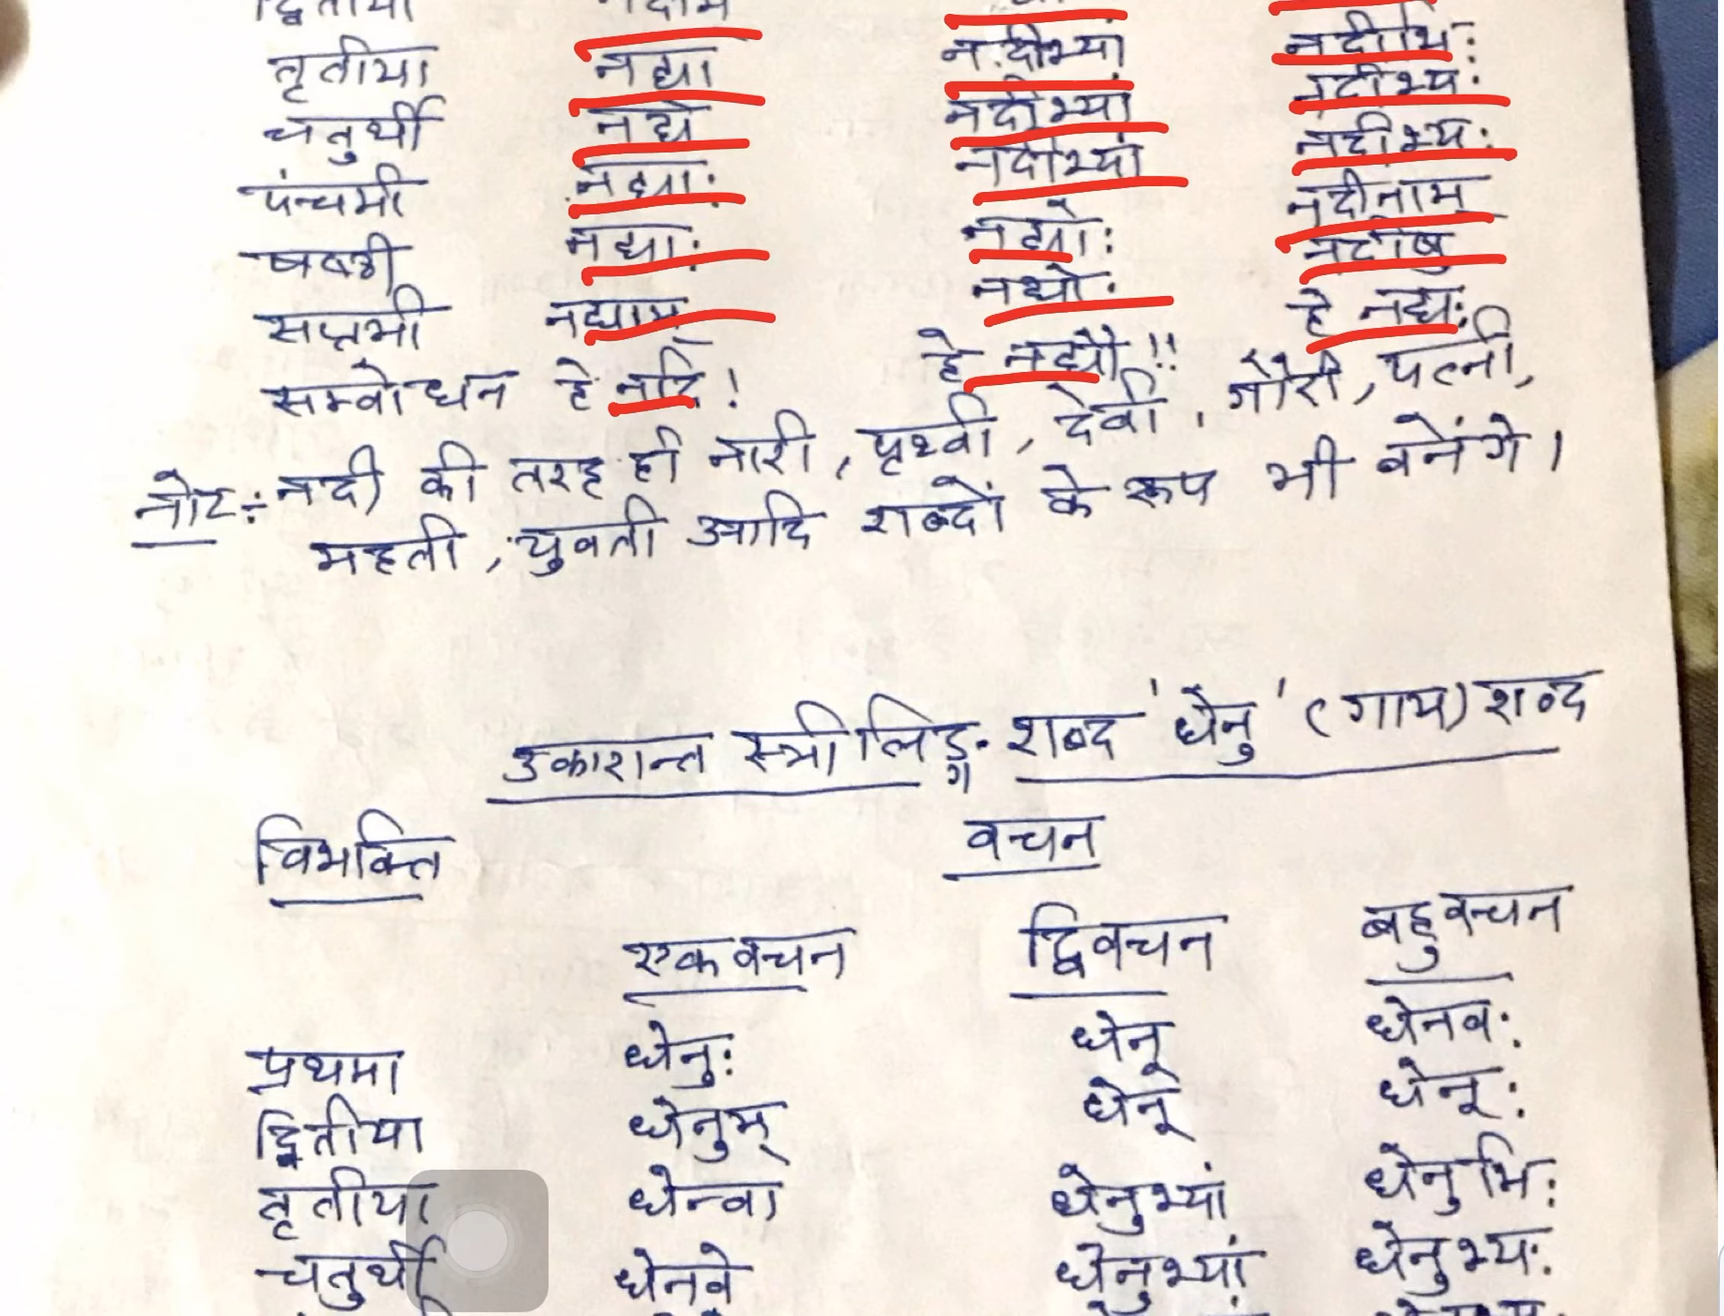 द्वितीया नदीम्
तृतीया नद्या नदीभ्यां नदीभिः
चतुर्थी नद्यै नदीभ्यां नदीभ्यः
पंचमी नद्याः नदीभ्यां नदीभ्यः
षष्ठी नद्याः नद्योः नदीनाम्
सप्तमी नद्याम् नद्योः नदीषु
सम्बोधन हे नदि! हे नद्यौ!! हे नद्यः
नोट:- नदी की तरह ही नारी, पृथ्वी, देवी, गौरी, पत्नी,
महती, युवती आदि शब्दों के रूप भी बनेंगे।
उकारान्त स्त्रीलिङ्ग शब्द 'धेनु' (गाय) शब्द
विभक्ति वचन
एकवचन द्विवचन बहुवचन
प्रथमा धेनुः धेनू धेनवः
द्वितीया धेनुम् धेनू धेनूः
तृतीया धेन्वा धेनुभ्यां धेनुभिः
चतुर्थी धेनवे धेनुभ्यां धेनुभ्यः